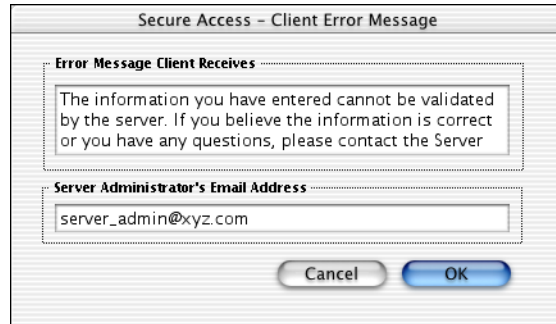 Secure Access - Client Error Message
Error Message Client Receives
The information you have entered cannot be validated
by the server. If you believe the information is correct
or you have any questions, please contact the Server
Server Administrator's Email Address
server_admin@xyz.com
Cancel OK